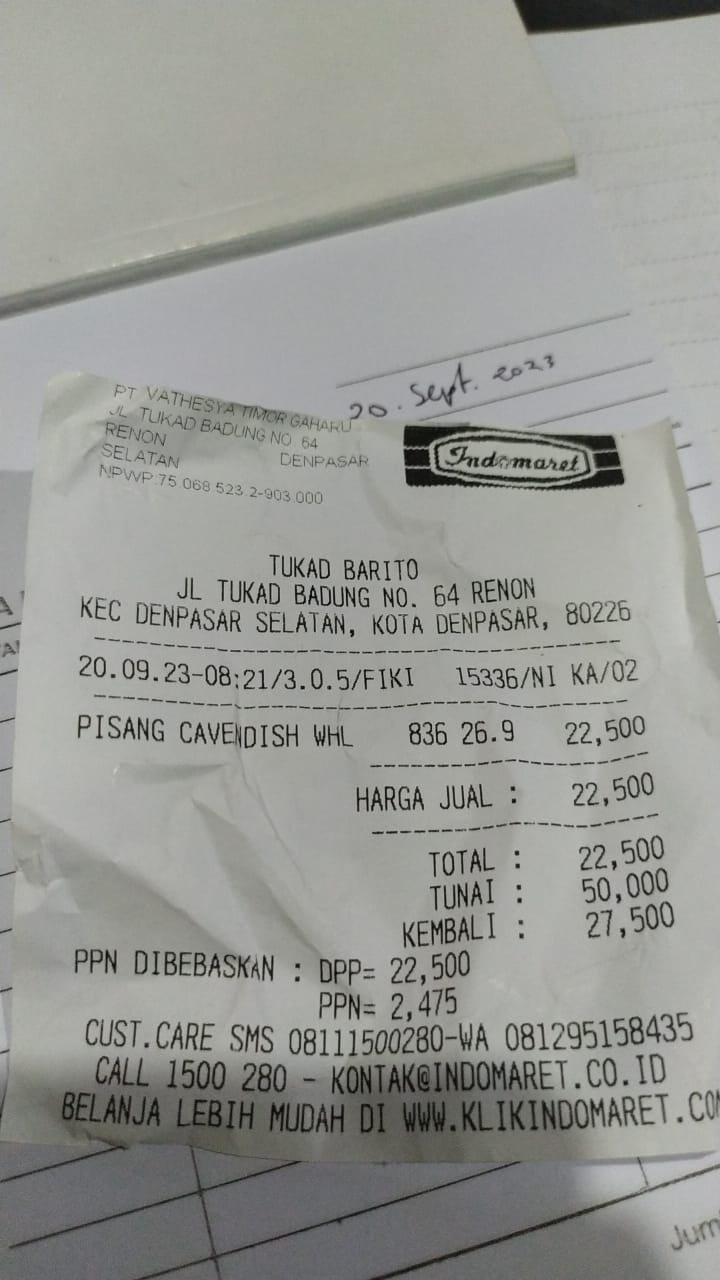 20. Sept. 2023
PT VATHESYA TIMOR GAHARU
JL TUKAD BADUNG NO 64
RENON
SELATAN DENPASAR
NPWP:75 068 523 2-903.000
Indomaret
TUKAD BARITO
JL TUKAD BADUNG NO. 64 RENON
KEC DENPASAR SELATAN, KOTA DENPASAR, 80226
20.09.23-08:21/3.0.5/FIKI 15336/NI KA/02
PISANG CAVENDISH WHL 836 26.9 22,500
HARGA JUAL : 22,500
TOTAL : 22,500
TUNAI : 50,000
KEMBALI : 27,500
PPN DIBEBASKAN : DPP= 22,500
PPN= 2,475
CUST.CARE SMS 08111500280-WA 081295158435
CALL 1500 280 - KONTAK@INDOMARET.CO.ID
BELANJA LEBIH MUDAH DI WWW.KLIKINDOMARET.CO
Jum